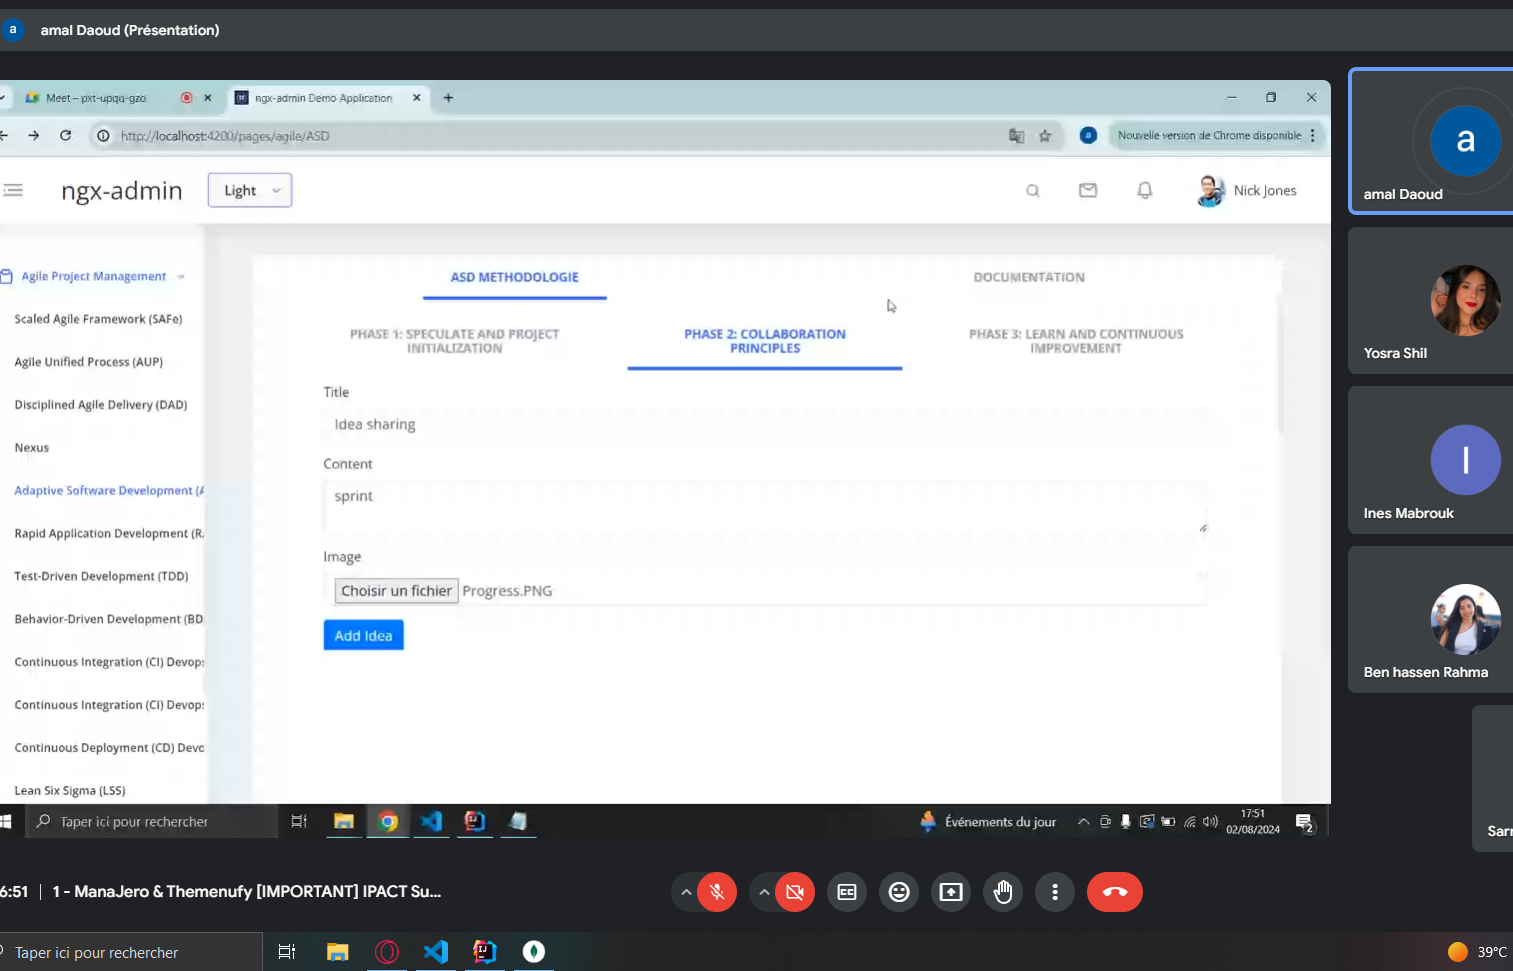 a amal Daoud (Présentation)
Meet – pxt-upqq-gzo
ngx-admin Demo Application
http://localhost:4200/pages/agile/ASD
a
Nouvelle version de Chrome disponible
ngx-admin
Light
Nick Jones
Agile Project Management
Scaled Agile Framework (SAFe)
Agile Unified Process (AUP)
Disciplined Agile Delivery (DAD)
Nexus
Adaptive Software Development (A
Rapid Application Development (R
Test-Driven Development (TDD)
Behavior-Driven Development (BD
Continuous Integration (CI) Devops
Continuous Integration (CI) Devops
Continuous Deployment (CD) Devo
Lean Six Sigma (LSS)
ASD METHODOLOGIE
DOCUMENTATION
PHASE 1: SPECULATE AND PROJECT
INITIALIZATION
PHASE 2: COLLABORATION
PRINCIPLES
PHASE 3: LEARN AND CONTINUOUS
IMPROVEMENT
Title
Idea sharing
Content
sprint
Image
Choisir un fichier Progress.PNG
Add Idea
a
amal Daoud
Yosra Shil
I
Ines Mabrouk
Ben hassen Rahma
Sarr
Taper ici pour rechercher
Événements du jour
17:51
02/08/2024
2
6:51 | 1 - ManaJero & Themenufy [IMPORTANT] IPACT Su...
Taper ici pour rechercher
39°C